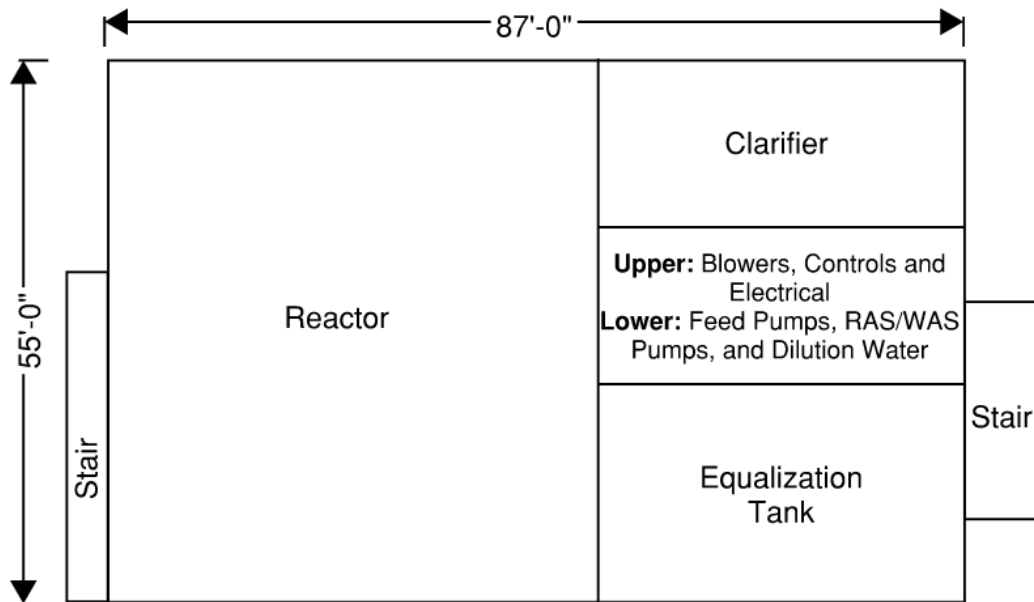 87'-0"
Clarifier
Upper: Blowers, Controls and
Electrical
Lower: Feed Pumps, RAS/WAS
Pumps, and Dilution Water
Reactor
55'-0"
Stair
Stair
Equalization
Tank